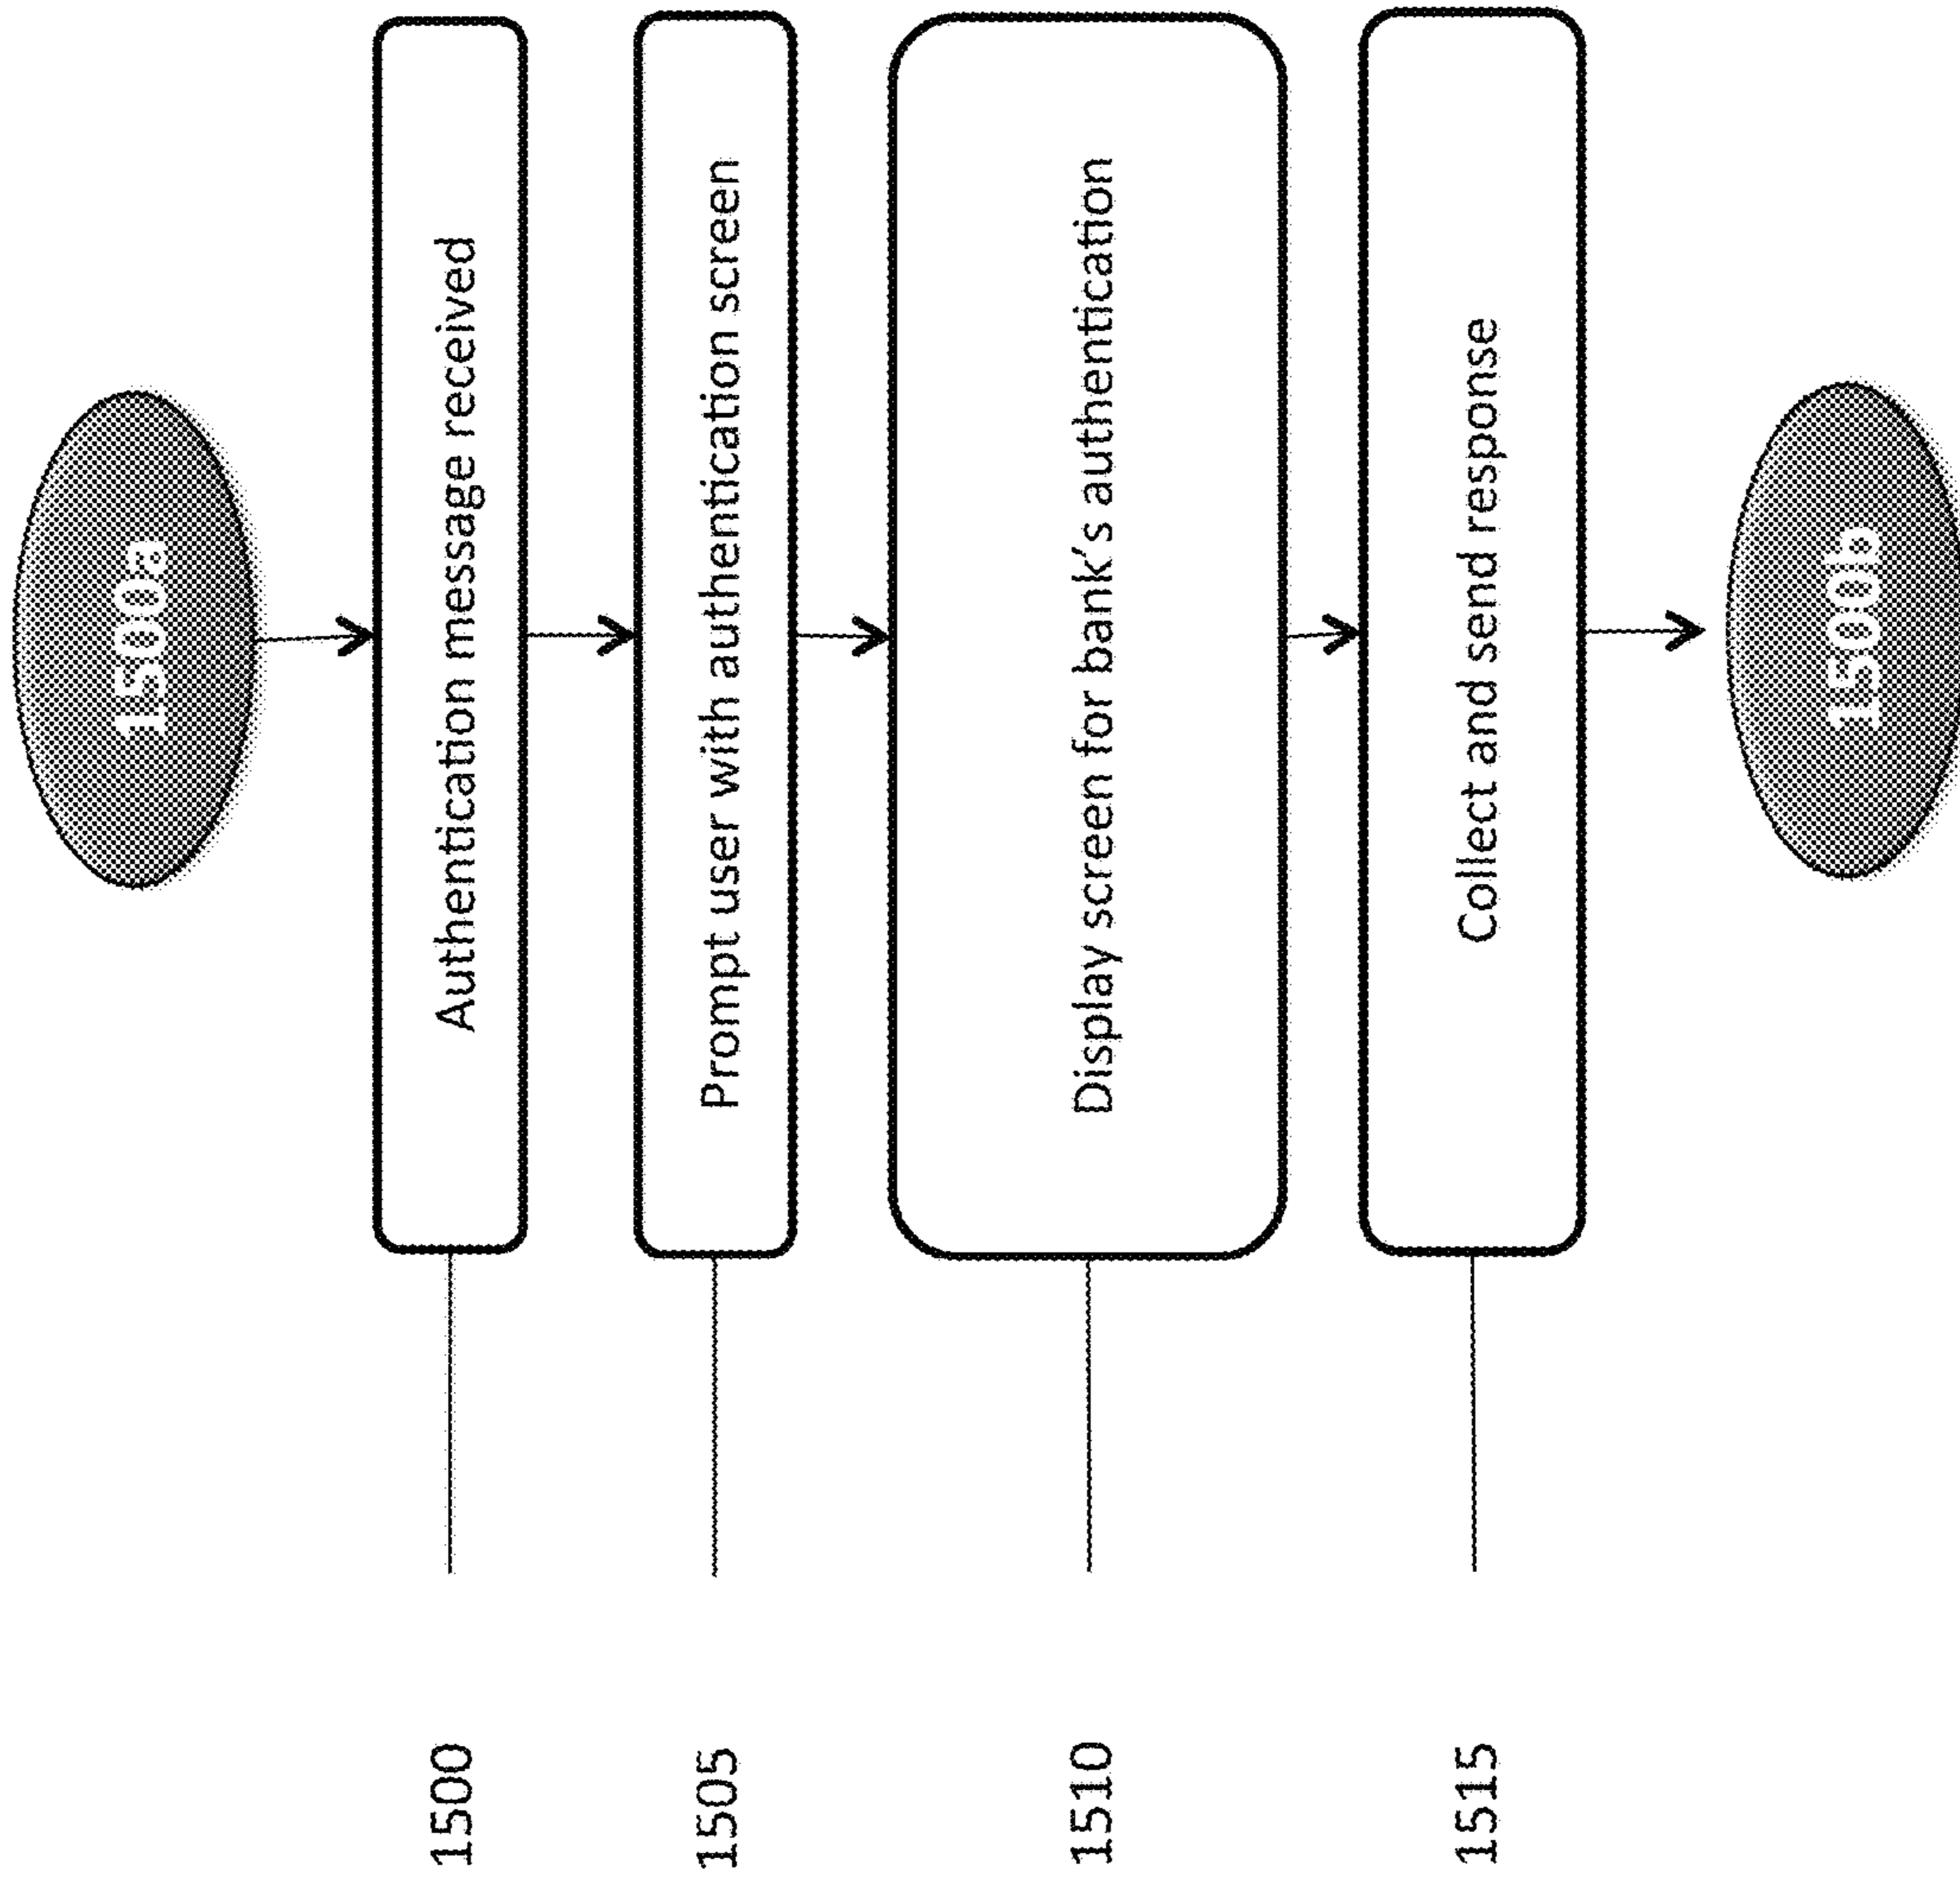 1500a
1500
Authentication message received
1505
Prompt user with authentication screen
1510
Display screen for bank's authentication
1515
Collect and send response
1500b